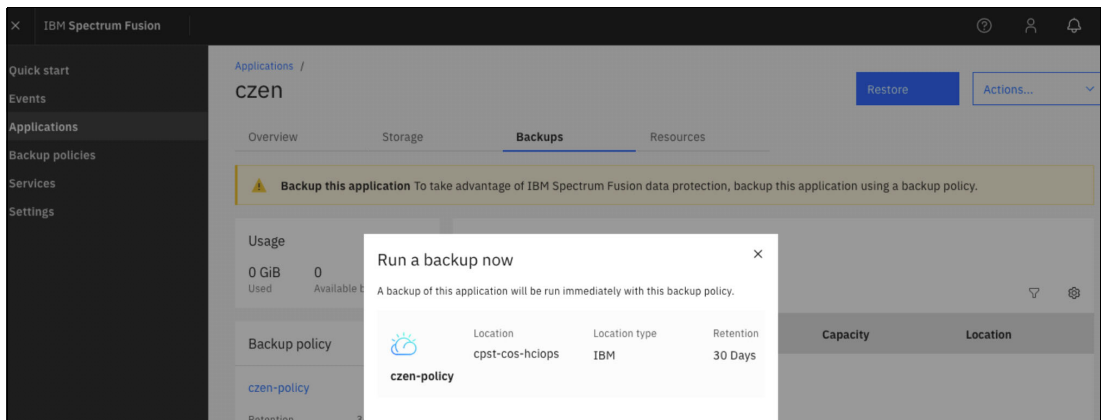 IBM Spectrum Fusion
Quick start
Events
Applications
Backup policies
Services
Settings
Applications /
czen
Restore
Actions...
Overview Storage Backups Resources
Backup this application To take advantage of IBM Spectrum Fusion data protection, backup this application using a backup policy.
Usage
0 GiB 0
Used Available
Backup policy
czen-policy
Retention
Run a backup now
A backup of this application will be run immediately with this backup policy.
Location Location type Retention
cpst-cos-hciops IBM 30 Days
czen-policy
Capacity Location